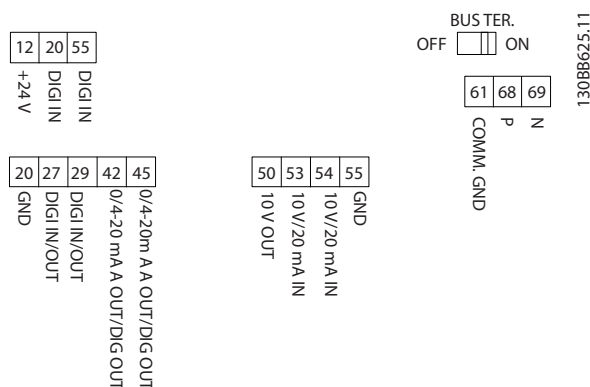 BUS TER.
OFF ON
130BB625.11
12 20 55
+24 V
DIGI IN
DIGI IN
61 68 69
COMM. GND
P
N
20 27 29 42 45
GND
DIGI IN/OUT
DIGI IN/OUT
0/4-20 mA A OUT/DIG OUT
0/4-20m A A OUT/DIG OUT
50 53 54 55
10 V OUT
10 V/20 mA IN
10 V/20 mA IN
GND